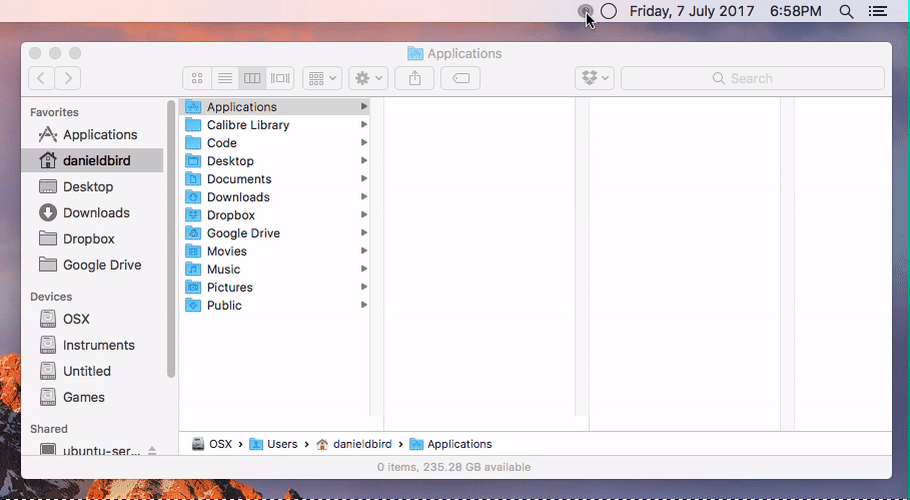 Friday, 7 July 2017 6:58PM
Applications
Search
Favorites
Applications
danieldbird
Desktop
Downloads
Dropbox
Google Drive
Devices
OSX
Instruments
Untitled
Games
Shared
ubuntu-ser...
Applications
Calibre Library
Code
Desktop
Documents
Downloads
Dropbox
Google Drive
Movies
Music
Pictures
Public
OSX › Users › danieldbird › Applications
0 items, 235.28 GB available